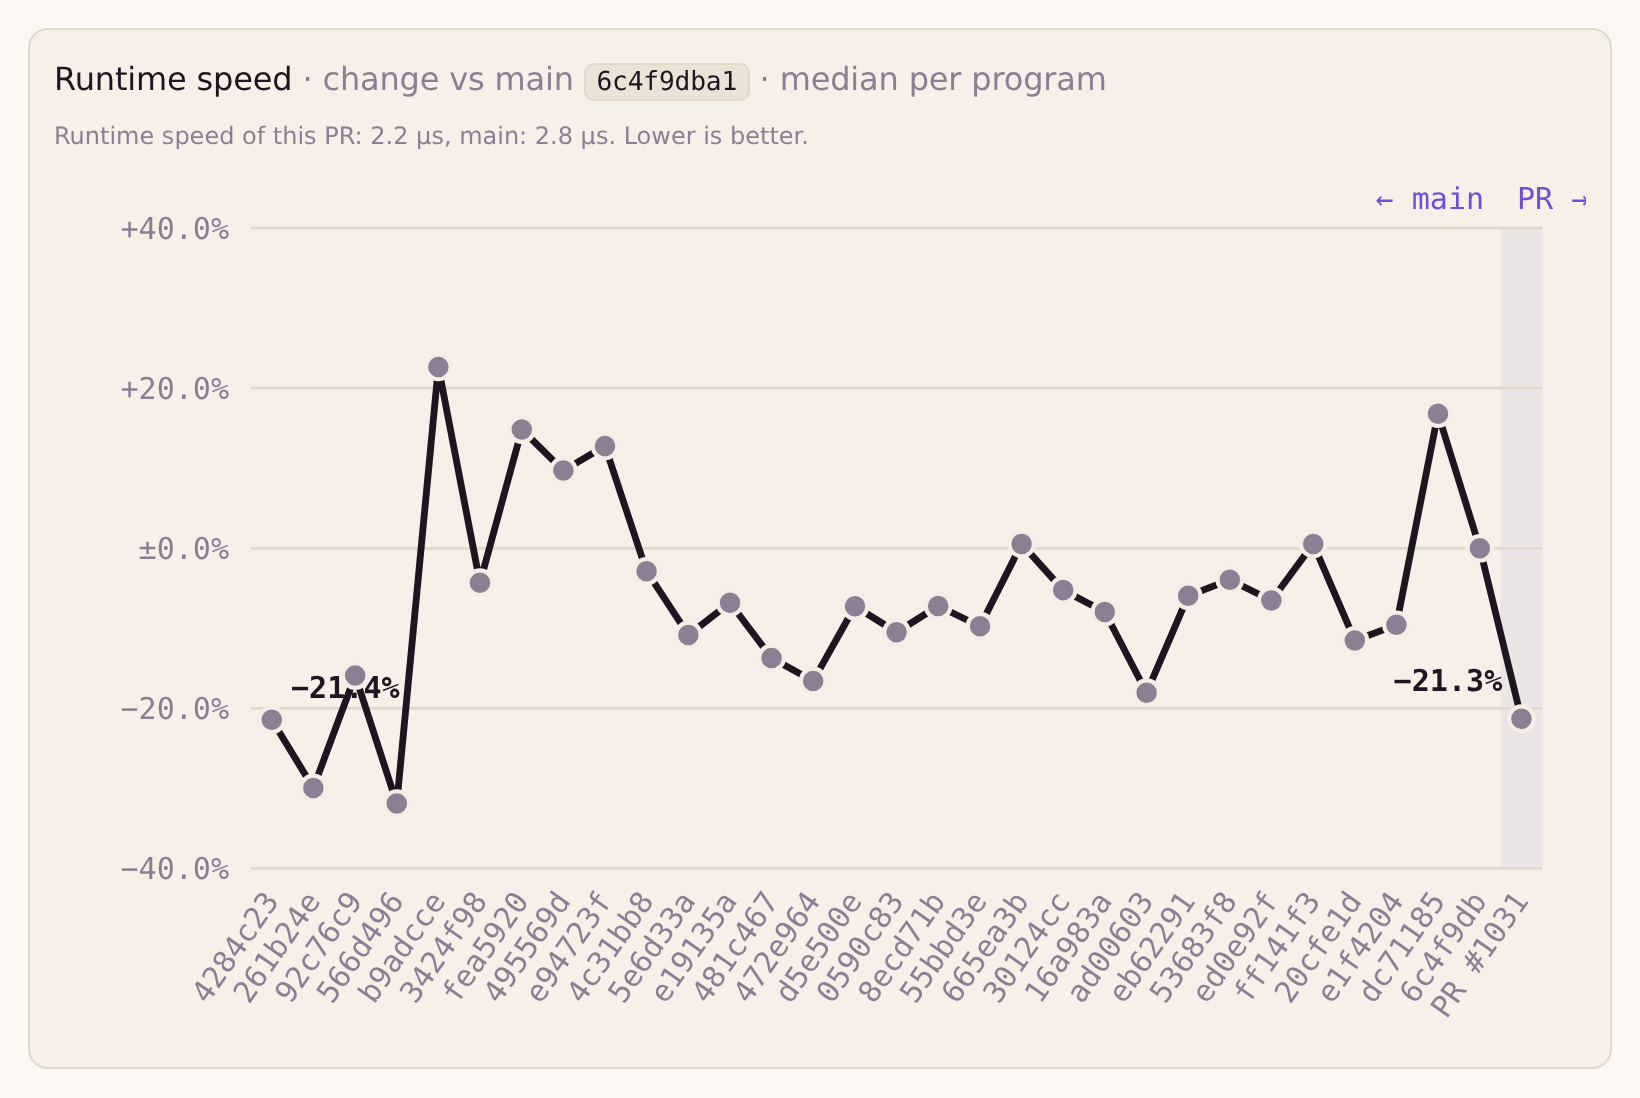 Runtime speed · change vs main 6c4f9dba1 · median per program
Runtime speed of this PR: 2.2 µs, main: 2.8 µs. Lower is better.
← main PR →
+40.0%
+20.0%
±0.0%
−20.0%
−40.0%
−21.4%
−21.3%
4284c23
261b24e
92c76c9
566d496
b9adcce
3424f98
fea5920
495569d
e94723f
4c31bb8
5e6d33a
e19135a
481c467
472e964
d5e500e
0590c83
8ecd71b
55bbd3e
665ea3b
30124cc
16a983a
ad00603
eb62291
53683f8
ed0e92f
ff141f3
20cfe1d
e1f4204
dc71185
6c4f9db
PR #1031